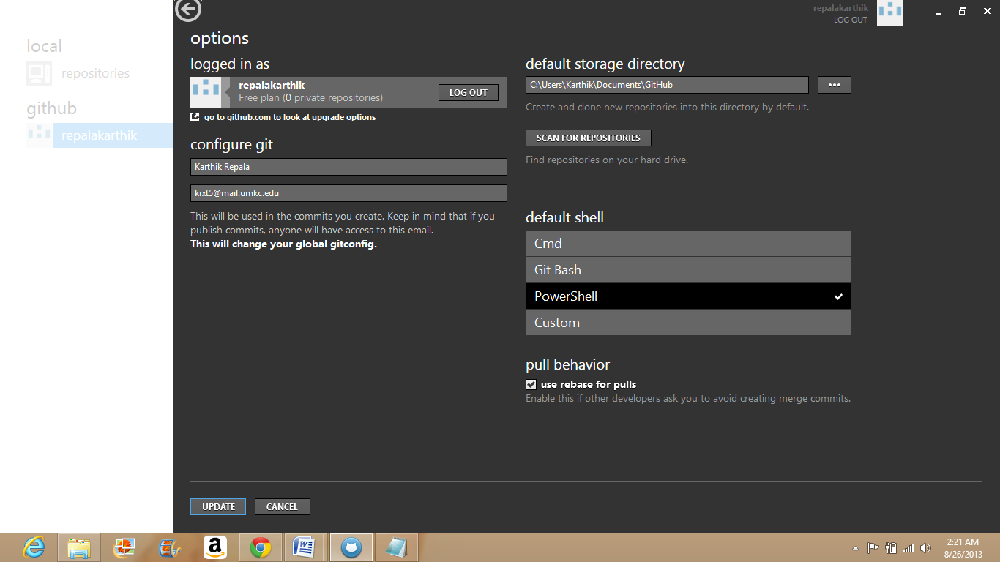 local
repositories
github
repalakarthik
repalakarthik
LOG OUT
options
logged in as
repalakarthik
Free plan (0 private repositories)
LOG OUT
go to github.com to look at upgrade options
configure git
Karthik Repala
krxt5@mail.umkc.edu
This will be used in the commits you create. Keep in mind that if you
publish commits, anyone will have access to this email.
This will change your global gitconfig.
default storage directory
C:\Users\Karthik\Documents\GitHub
Create and clone new repositories into this directory by default.
SCAN FOR REPOSITORIES
Find repositories on your hard drive.
default shell
Cmd
Git Bash
PowerShell
Custom
pull behavior
use rebase for pulls
Enable this if other developers ask you to avoid creating merge commits.
UPDATE
CANCEL
2:21 AM
8/26/2013